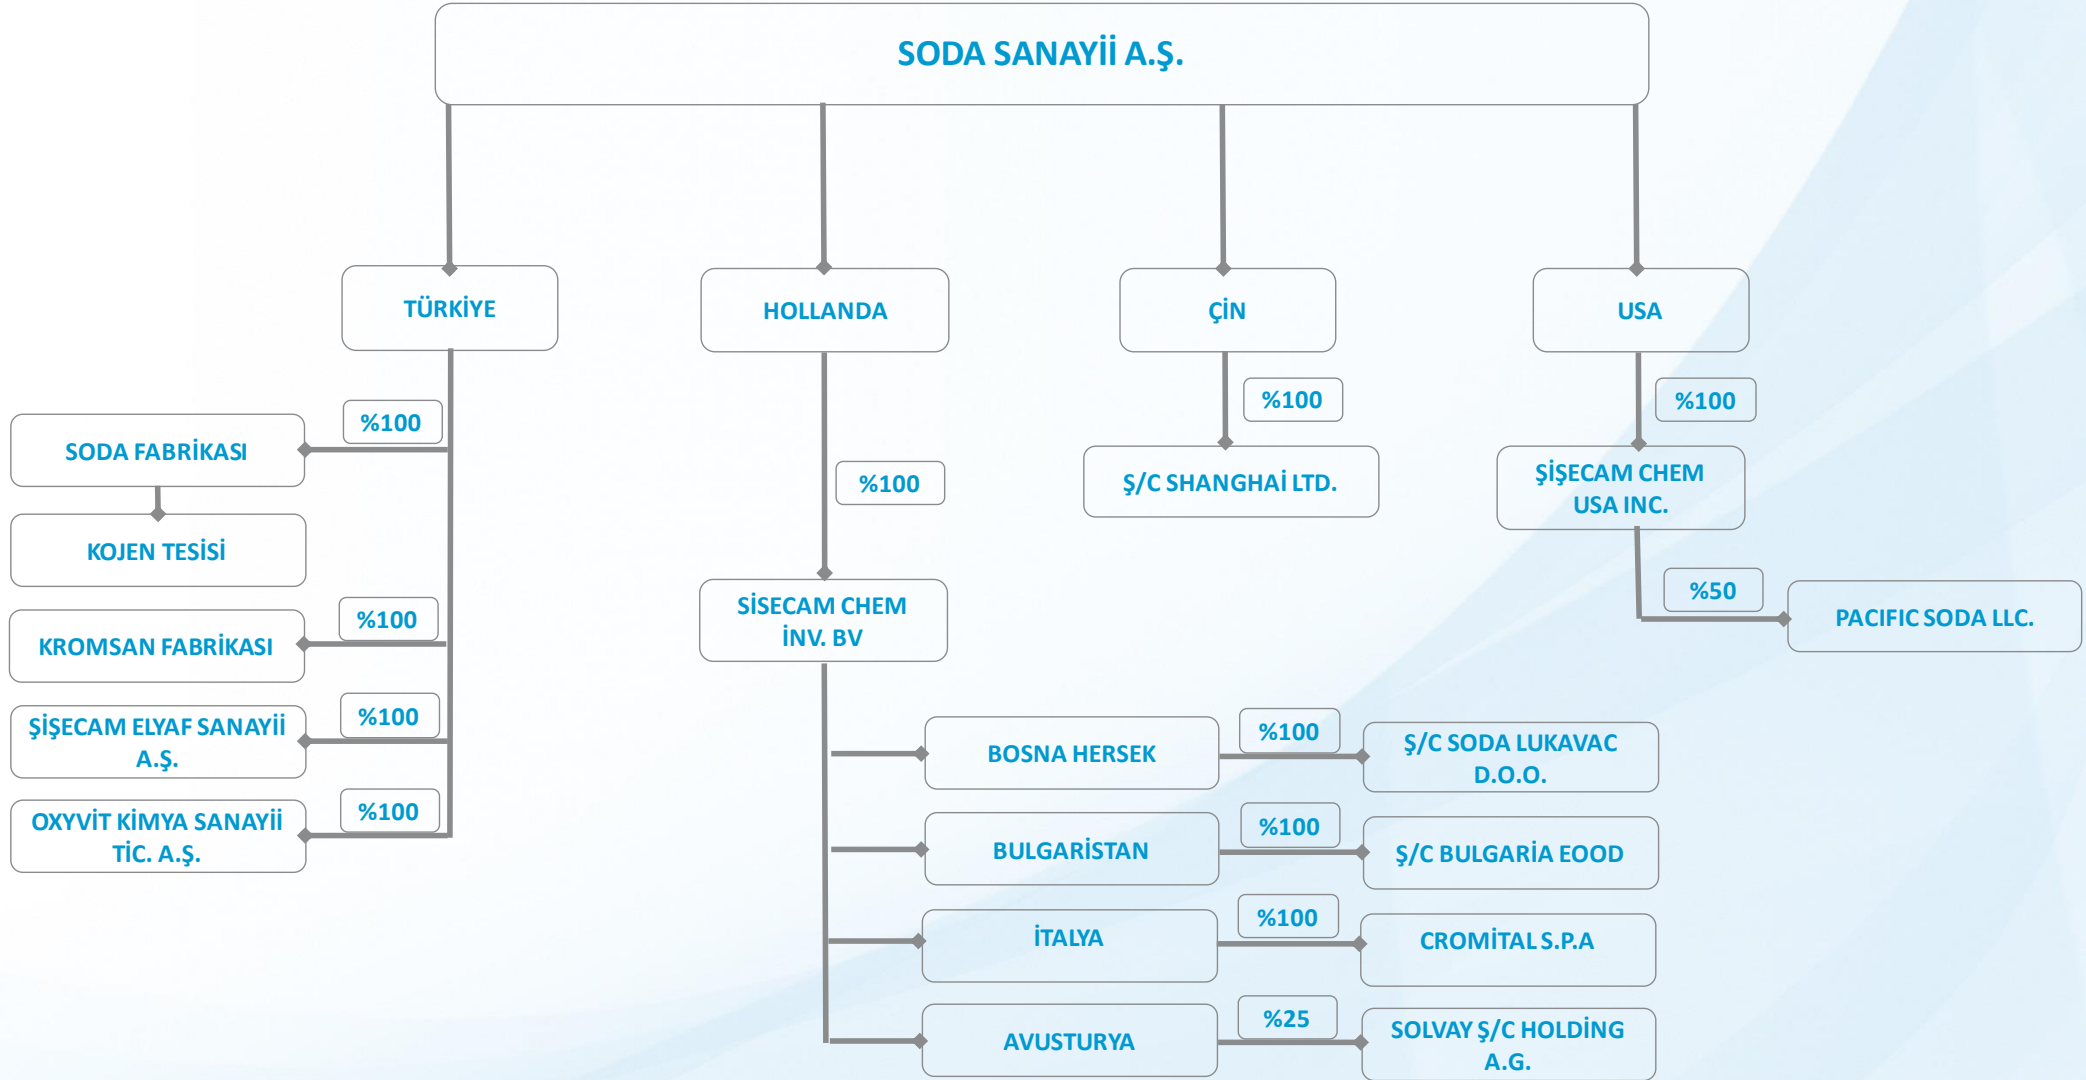 SODA SANAYİİ A.Ş.
TÜRKİYE
HOLLANDA
ÇİN
USA
%100
%100
%100
SODA FABRİKASI
Ş/C SHANGHAİ LTD.
ŞİŞECAM CHEM
USA INC.
%100
KOJEN TESİSİ
%50
SİSECAM CHEM
İNV. BV
%100
PACIFIC SODA LLC.
KROMSAN FABRİKASI
%100
ŞİŞECAM ELYAF SANAYİİ
A.Ş.
%100
OXYVİT KİMYA SANAYİİ
TİC. A.Ş.
BOSNA HERSEK
%100
Ş/C SODA LUKAVAC
D.O.O.
BULGARİSTAN
%100
Ş/C BULGARİA EOOD
İTALYA
%100
CROMİTAL S.P.A
AVUSTURYA
%25
SOLVAY Ş/C HOLDİNG
A.G.